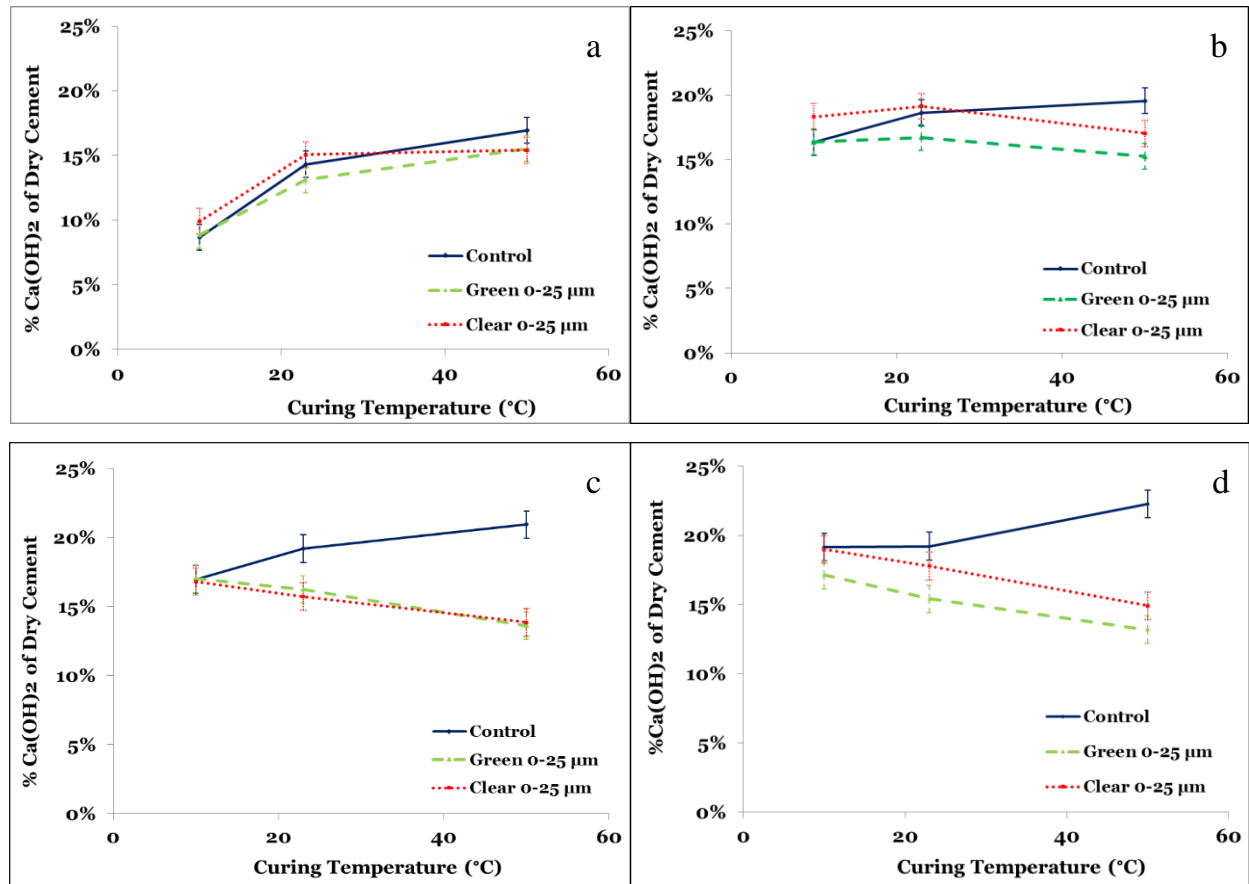 a
25%
20%
15%
10%
5%
0%
% Ca(OH)2 of Dry Cement
Control
Green 0-25 µm
Clear 0-25 µm
0 20 40 60
Curing Temperature (°C)
b
25%
20%
15%
10%
5%
0%
% Ca(OH)2 of Dry Cement
Control
Green 0-25 µm
Clear 0-25 µm
0 20 40 60
Curing Temperature (°C)
c
25%
20%
15%
10%
5%
0%
% Ca(OH)2 of Dry Cement
Control
Green 0-25 µm
Clear 0-25 µm
0 20 40 60
Curing Temperature (°C)
d
25%
20%
15%
10%
5%
0%
%Ca(OH)2 of Dry Cement
Control
Green 0-25 µm
Clear 0-25 µm
0 20 40 60
Curing Temperature (°C)